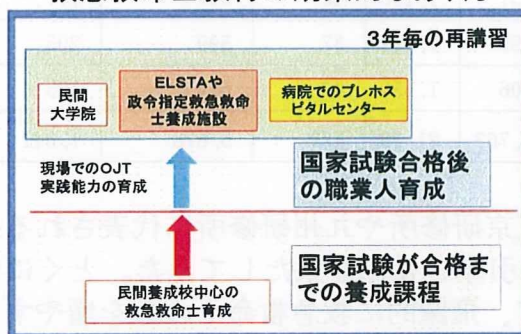 3年毎の再講習
民間
大学院
ELSTAや
政令指定救急救命
士養成施設
病院でのプレホス
ピタルセンター
現場でのOJT
実践能力の育成
国家試験合格後
の職業人育成
国家試験が合格ま
での養成課程
民間養成校中心の
救急救命士育成